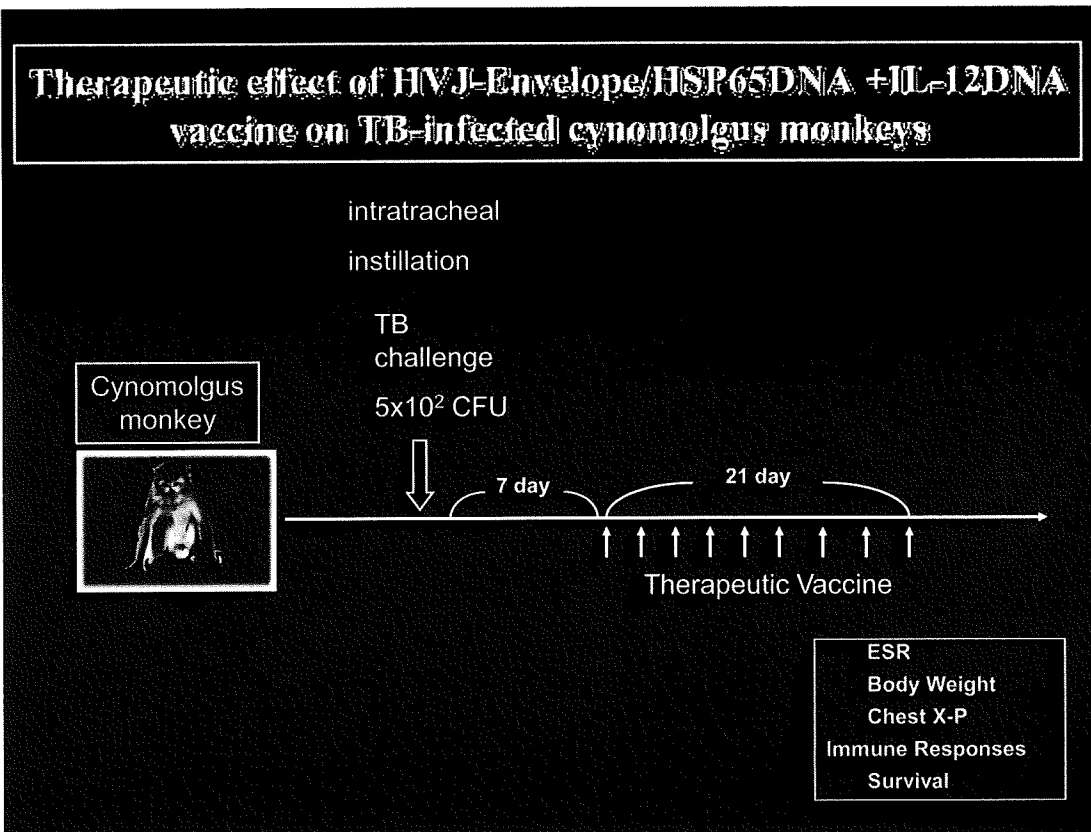 Therapeutic effect of HVJ-Envelope/HSP65DNA +IL-12DNA
vaccine on TB-infected cynomolgus monkeys
intratracheal
instillation
TB
challenge
5x10² CFU
Cynomolgus
monkey
7 day
21 day
Therapeutic Vaccine
ESR
Body Weight
Chest X-P
Immune Responses
Survival